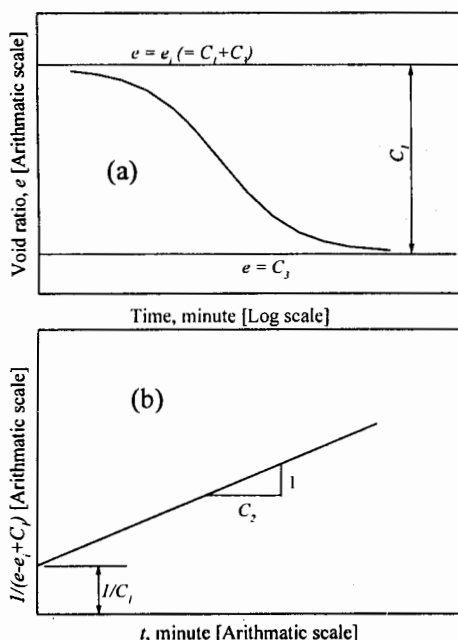 e = e_i (= C_1+C_3)
Void ratio, e [Arithmatic scale]
(a)
C_1
e = C_3
Time, minute [Log scale]
(b)
1/(e-e_i+C_1) [Arithmatic scale]
1
C_2
1/C_1
t, minute [Arithmatic scale]